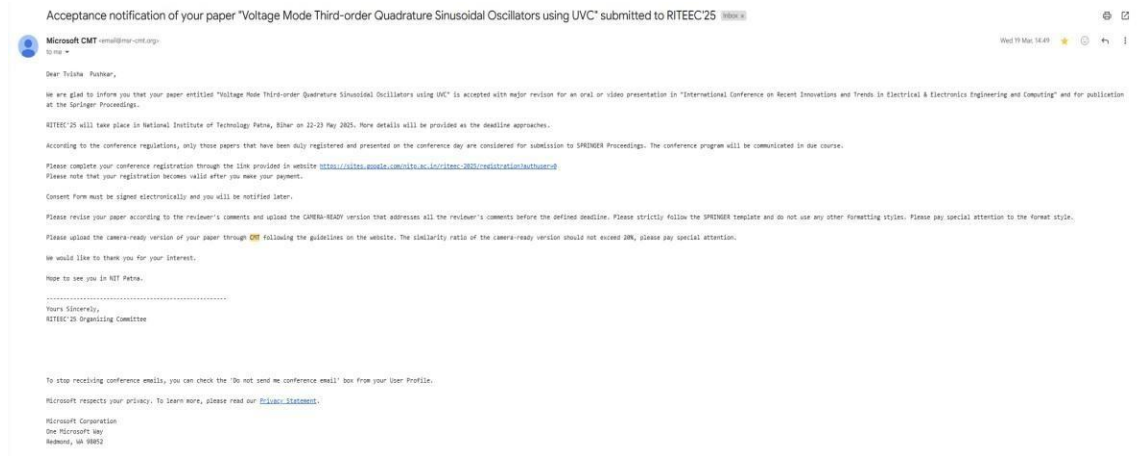 Acceptance notification of your paper "Voltage Mode Third-order Quadrature Sinusoidal Oscillators using UVC" submitted to RITEEC'25 Inbox x
Microsoft CMT <email@msr-cmt.org>
Wed 19 Mar, 14:49
to me
Dear Tvisha Pushkar,
We are glad to inform you that your paper entitled "Voltage Mode Third-order Quadrature Sinusoidal Oscillators using UVC" is accepted with major revison for an oral or video presentation in "International Conference on Recent Innovations and Trends in Electrical & Electronics Engineering and Computing" and for publication
at the Springer Proceedings.
RITEEC'25 will take place in National Institute of Technology Patna, Bihar on 22-23 May 2025. More details will be provided as the deadline approaches.
According to the conference regulations, only those papers that have been duly registered and presented on the conference day are considered for submission to SPRINGER Proceedings. The conference program will be communicated in due course.
Please complete your conference registration through the link provided in website https://sites.google.com/nitp.ac.in/riteec-2025/registration?authuser=0
Please note that your registration becomes valid after you make your payment.
Consent Form must be signed electronically and you will be notified later.
Please revise your paper according to the reviewer's comments and upload the CAMERA-READY version that addresses all the reviewer's comments before the defined deadline. Please strictly follow the SPRINGER template and do not use any other formatting styles. Please pay special attention to the format style.
Please upload the camera-ready version of your paper through CMT following the guidelines on the website. The similarity ratio of the camera-ready version should not exceed 20%, please pay special attention.
We would like to thank you for your interest.
Hope to see you in NIT Patna.
-----------------------------------------------------
Yours Sincerely,
RITEEC'25 Organizing Committee
To stop receiving conference emails, you can check the 'Do not send me conference email' box from your User Profile.
Microsoft respects your privacy. To learn more, please read our Privacy Statement.
Microsoft Corporation
One Microsoft Way
Redmond, WA 98052